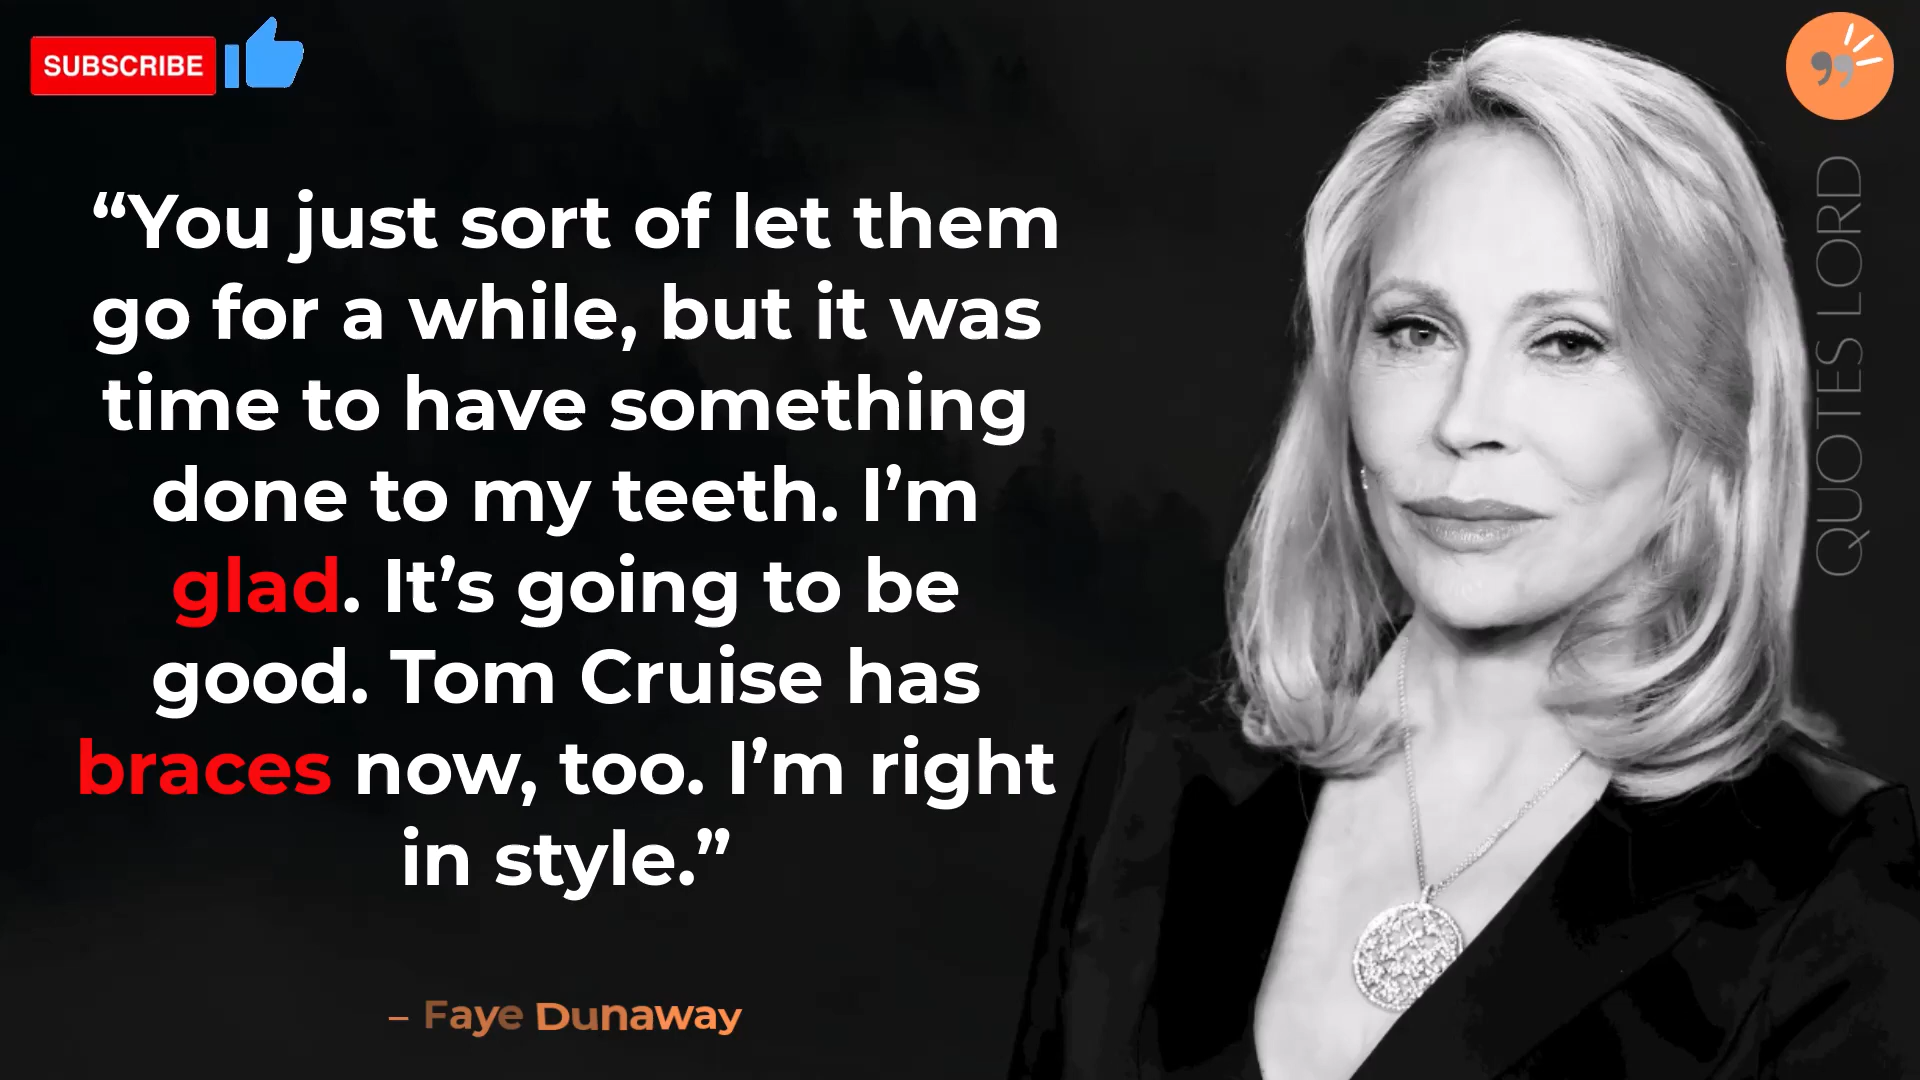 SUBSCRIBE
“You just sort of let them
go for a while, but it was
time to have something
done to my teeth. I’m
glad. It’s going to be
good. Tom Cruise has
braces now, too. I’m right
in style.”
– Faye Dunaway
QUOTES LORD